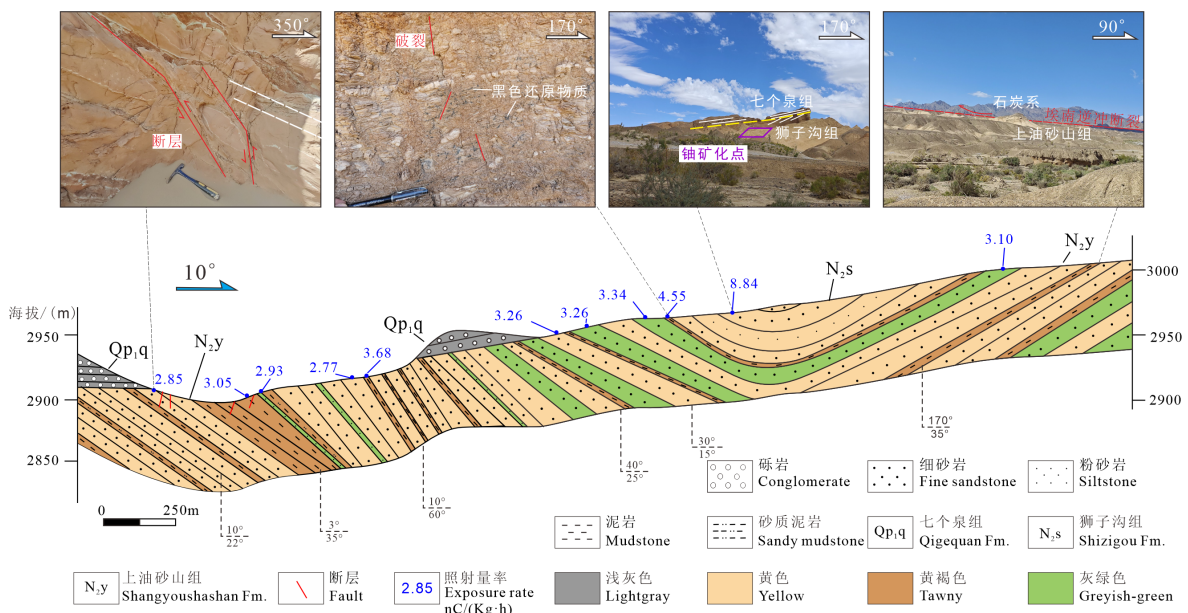 350°
断层
170°
破裂
黑色还原物质
170°
七个泉组
狮子沟组
铀矿化点
90°
石炭系
上油砂山组
10°
海拔/(m)
2950
2900
2850
3000
2950
2900
Qp₁q
N₂y
Qp₁q
N₂s
N₂y
2.85
3.05
2.93
2.77
3.68
3.26
3.26
3.34
4.55
8.84
3.10
10°
22°
3°
35°
10°
60°
40°
25°
30°
15°
170°
35°
0 250m
砾岩
Conglomerate
细砂岩
Fine sandstone
粉砂岩
Siltstone
泥岩
Mudstone
砂质泥岩
Sandy mudstone
Qp₁q
七个泉组
Qigequan Fm.
N₂s
狮子沟组
Shizigou Fm.
N₂y
上油砂山组
Shangyoushashan Fm.
断层
Fault
2.85
照射量率
Exposure rate
nC/(Kg·h)
浅灰色
Lightgray
黄色
Yellow
黄褐色
Tawny
灰绿色
Greyish-green